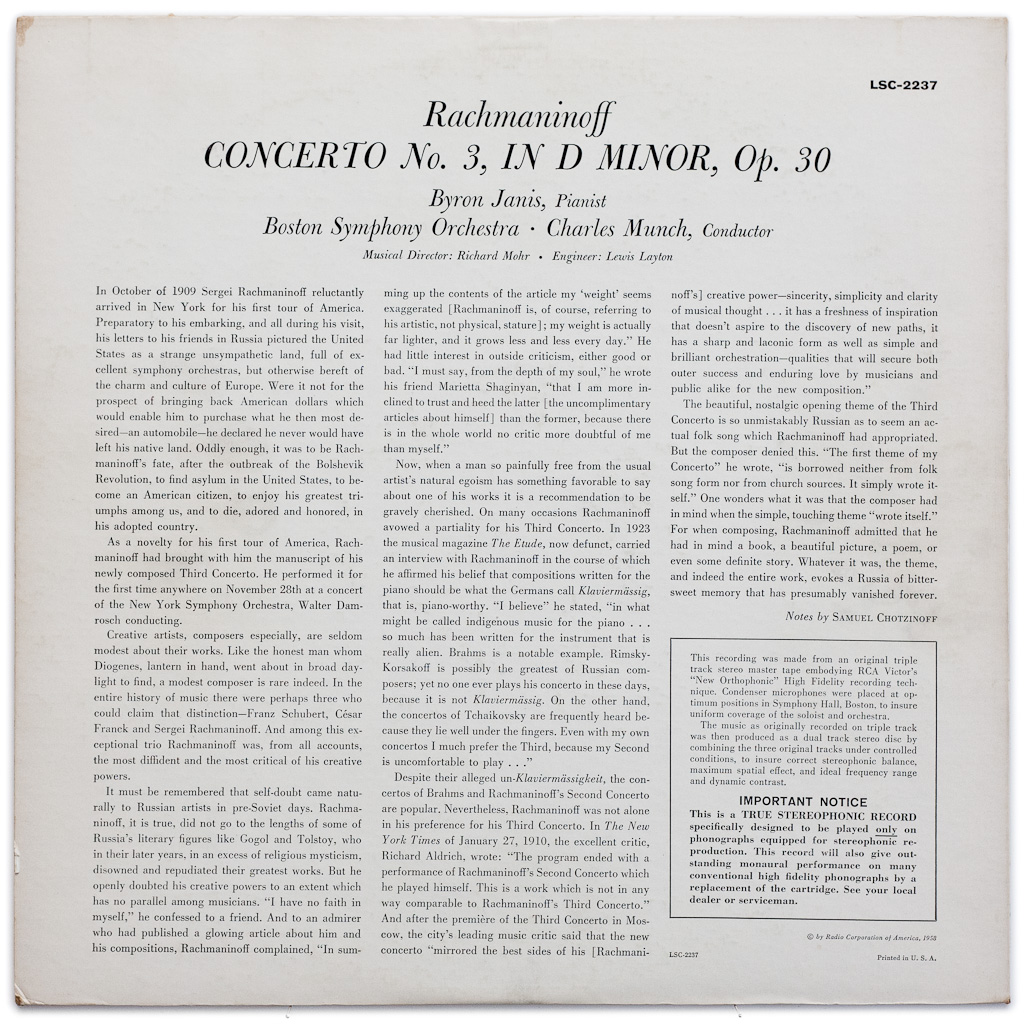 LSC-2237
Rachmaninoff
CONCERTO No. 3, IN D MINOR, Op. 30
Byron Janis, Pianist
Boston Symphony Orchestra · Charles Munch, Conductor
Musical Director: Richard Mohr • Engineer: Lewis Layton
In October of 1909 Sergei Rachmaninoff reluctantly
arrived in New York for his first tour of America.
Preparatory to his embarking, and all during his visit,
his letters to his friends in Russia pictured the United
States as a strange unsympathetic land, full of ex-
cellent symphony orchestras, but otherwise bereft of
the charm and culture of Europe. Were it not for the
prospect of bringing back American dollars which
would enable him to purchase what he then most de-
sired—an automobile—he declared he never would have
left his native land. Oddly enough, it was to be Rach-
maninoff's fate, after the outbreak of the Bolshevik
Revolution, to find asylum in the United States, to be-
come an American citizen, to enjoy his greatest tri-
umphs among us, and to die, adored and honored, in
his adopted country.
As a novelty for his first tour of America, Rach-
maninoff had brought with him the manuscript of his
newly composed Third Concerto. He performed it for
the first time anywhere on November 28th at a concert
of the New York Symphony Orchestra, Walter Dam-
rosch conducting.
Creative artists, composers especially, are seldom
modest about their works. Like the honest man whom
Diogenes, lantern in hand, went about in broad day-
light to find, a modest composer is rare indeed. In the
entire history of music there were perhaps three who
could claim that distinction—Franz Schubert, César
Franck and Sergei Rachmaninoff. And among this ex-
ceptional trio Rachmaninoff was, from all accounts,
the most diffident and the most critical of his creative
powers.
It must be remembered that self-doubt came natu-
rally to Russian artists in pre-Soviet days. Rachma-
ninoff, it is true, did not go to the lengths of some of
Russia's literary figures like Gogol and Tolstoy, who
in their later years, in an excess of religious mysticism,
disowned and repudiated their greatest works. But he
openly doubted his creative powers to an extent which
has no parallel among musicians. "I have no faith in
myself," he confessed to a friend. And to an admirer
who had published a glowing article about him and
his compositions, Rachmaninoff complained, "In sum-
ming up the contents of the article my 'weight' seems
exaggerated [Rachmaninoff is, of course, referring to
his artistic, not physical, stature]; my weight is actually
far lighter, and it grows less and less every day." He
had little interest in outside criticism, either good or
bad. "I must say, from the depth of my soul," he wrote
his friend Marietta Shaginyan, "that I am more in-
clined to trust and heed the latter [the uncomplimentary
articles about himself] than the former, because there
is in the whole world no critic more doubtful of me
than myself."
Now, when a man so painfully free from the usual
artist's natural egoism has something favorable to say
about one of his works it is a recommendation to be
gravely cherished. On many occasions Rachmaninoff
avowed a partiality for his Third Concerto. In 1923
the musical magazine The Etude, now defunct, carried
an interview with Rachmaninoff in the course of which
he affirmed his belief that compositions written for the
piano should be what the Germans call Klaviermässig,
that is, piano-worthy. "I believe" he stated, "in what
might be called indigenous music for the piano . . .
so much has been written for the instrument that is
really alien. Brahms is a notable example. Rimsky-
Korsakoff is possibly the greatest of Russian com-
posers; yet no one ever plays his concerto in these days,
because it is not Klaviermässig. On the other hand,
the concertos of Tchaikovsky are frequently heard be-
cause they lie well under the fingers. Even with my own
concertos I much prefer the Third, because my Second
is uncomfortable to play . . ."
Despite their alleged un-Klaviermässigkeit, the con-
certos of Brahms and Rachmaninoff's Second Concerto
are popular. Nevertheless, Rachmaninoff was not alone
in his preference for his Third Concerto. In The New
York Times of January 27, 1910, the excellent critic,
Richard Aldrich, wrote: "The program ended with a
performance of Rachmaninoff's Second Concerto which
he played himself. This is a work which is not in any
way comparable to Rachmaninoff's Third Concerto."
And after the première of the Third Concerto in Mos-
cow, the city's leading music critic said that the new
concerto "mirrored the best sides of his [Rachmani-
noff's] creative power—sincerity, simplicity and clarity
of musical thought . . . it has a freshness of inspiration
that doesn't aspire to the discovery of new paths, it
has a sharp and laconic form as well as simple and
brilliant orchestration—qualities that will secure both
outer success and enduring love by musicians and
public alike for the new composition."
The beautiful, nostalgic opening theme of the Third
Concerto is so unmistakably Russian as to seem an ac-
tual folk song which Rachmaninoff had appropriated.
But the composer denied this. "The first theme of my
Concerto" he wrote, "is borrowed neither from folk
song form nor from church sources. It simply wrote it-
self." One wonders what it was that the composer had
in mind when the simple, touching theme "wrote itself."
For when composing, Rachmaninoff admitted that he
had in mind a book, a beautiful picture, a poem, or
even some definite story. Whatever it was, the theme,
and indeed the entire work, evokes a Russia of bitter-
sweet memory that has presumably vanished forever.
Notes by SAMUEL CHOTZINOFF
This recording was made from an original triple
track stereo master tape embodying RCA Victor's
"New Orthophonic" High Fidelity recording tech-
nique. Condenser microphones were placed at op-
timum positions in Symphony Hall, Boston, to insure
uniform coverage of the soloist and orchestra.
The music as originally recorded on triple track
was then produced as a dual track stereo disc by
combining the three original tracks under controlled
conditions, to insure correct stereophonic balance,
maximum spatial effect, and ideal frequency range
and dynamic contrast.
IMPORTANT NOTICE
This is a TRUE STEREOPHONIC RECORD
specifically designed to be played only on
phonographs equipped for stereophonic re-
production. This record will also give out-
standing monaural performance on many
conventional high fidelity phonographs by a
replacement of the cartridge. See your local
dealer or serviceman.
© by Radio Corporation of America, 1958
LSC-2237
Printed in U. S. A.